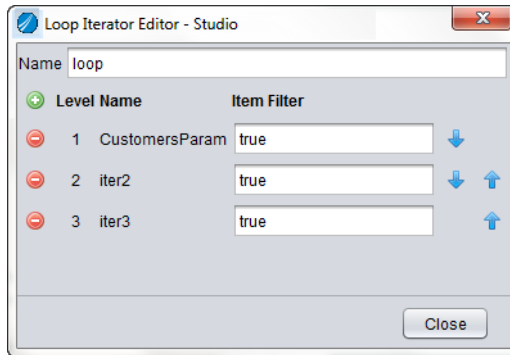 Loop Iterator Editor - Studio
Name loop
Level Name Item Filter
1 CustomersParam true
2 iter2 true
3 iter3 true
Close